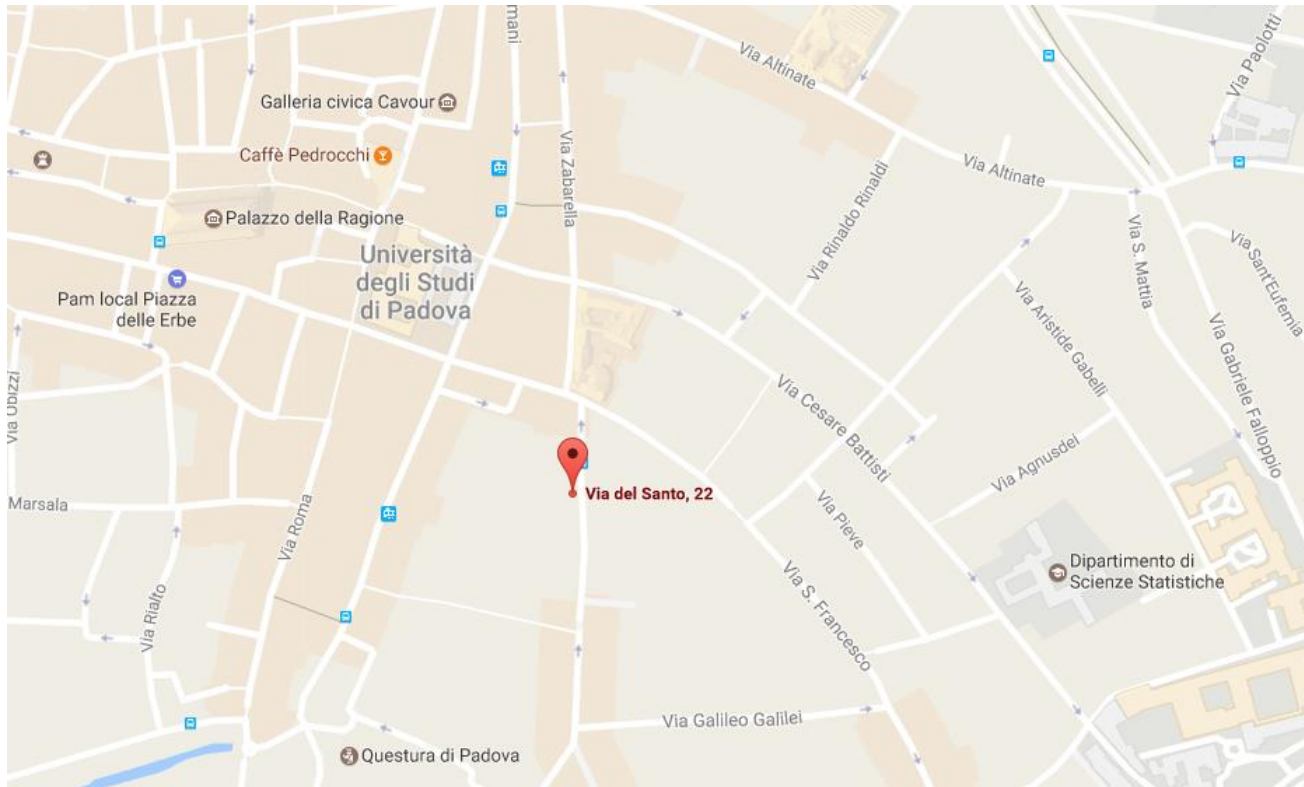 mani
Via Altinate
Via Paolotti
Galleria civica Cavour
Caffè Pedrocchi
Via Zabarella
Via Altinate
Via Rinaldo Rinaldi
Palazzo della Ragione
Università
degli Studi
di Padova
Via S. Mattia
Via Sant'Eufemia
Pam local Piazza
delle Erbe
Via Aristide Gabelli
Via Gabriele Falloppio
Via Ubizzi
Via Cesare Battisti
Via Agnusdei
Via del Santo, 22
Marsala
Via Roma
Via Pieve
Dipartimento di
Scienze Statistiche
Via Rialto
Via S. Francesco
Via Galileo Galilei
Questura di Padova